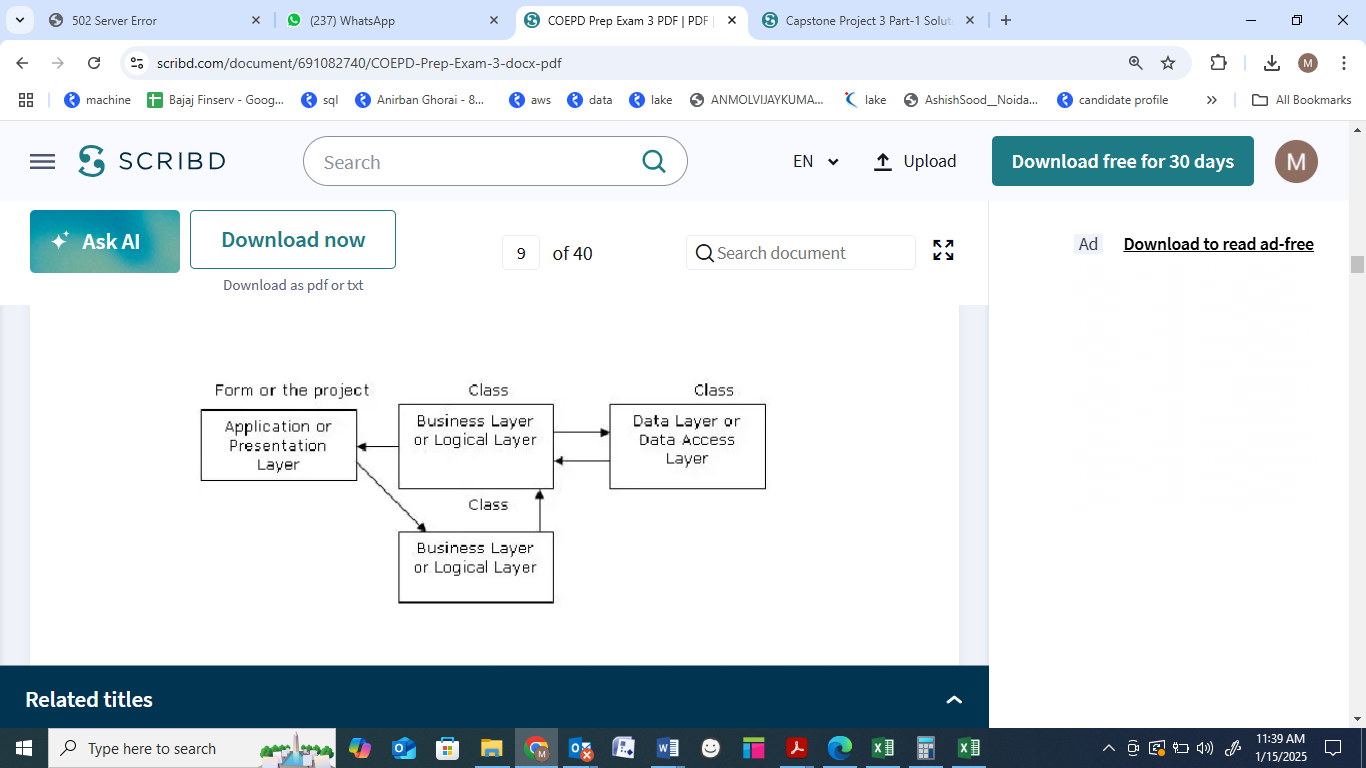 502 Server Error
(237) WhatsApp
COEPD Prep Exam 3 PDF | PDF |
Capstone Project 3 Part-1 Solut
scribd.com/document/691082740/COEPD-Prep-Exam-3-docx-pdf
M
machine
Bajaj Finserv - Goog...
sql
Anirban Ghorai - 8...
aws
data
lake
ANMOLVIJAYKUMA...
lake
AshishSood__Noida...
candidate profile
All Bookmarks
SCRIBD
Search
EN
Upload
Download free for 30 days
M
Ask AI
Download now
Download as pdf or txt
9 of 40
Search document
Ad
Download to read ad-free
Form or the project
Class
Class
Application or
Presentation
Layer
Business Layer
or Logical Layer
Data Layer or
Data Access
Layer
Class
Business Layer
or Logical Layer
Related titles
Type here to search
11:39 AM
1/15/2025